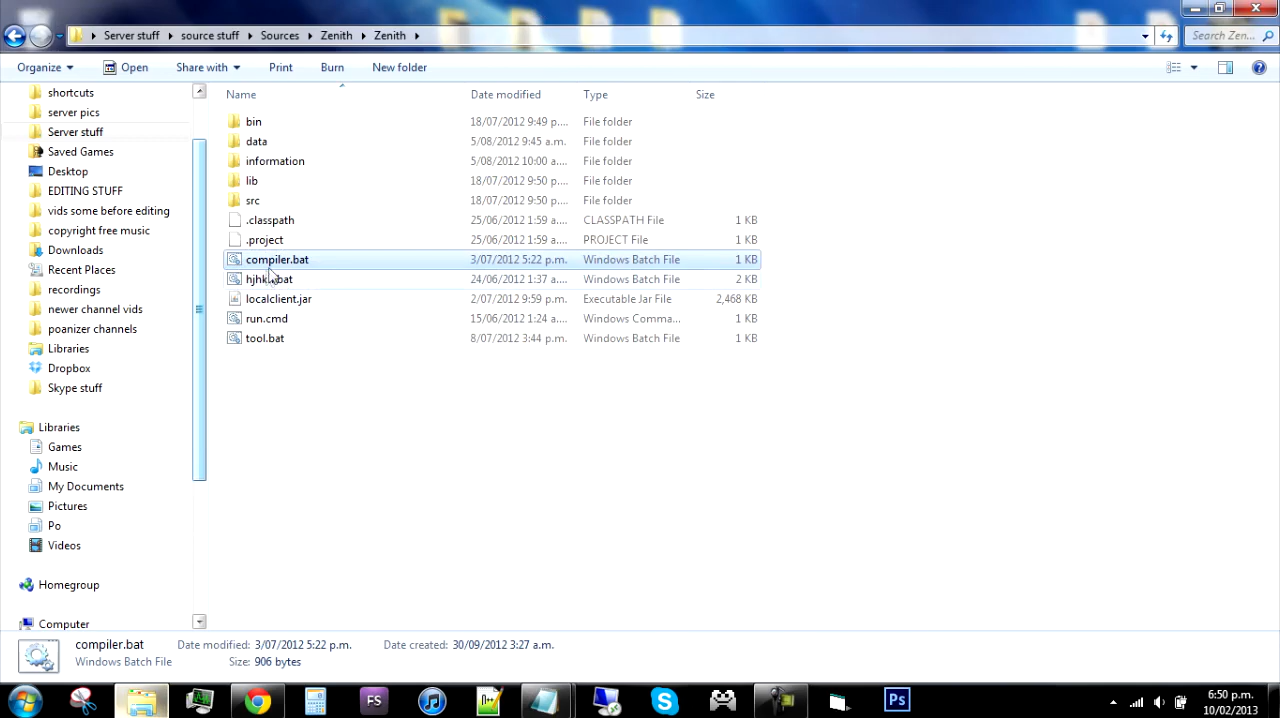 Server stuff source stuff Sources Zenith Zenith Search Zen...
Organize Open Share with Print Burn New folder
shortcuts
server pics
Server stuff
Saved Games
Desktop
EDITING STUFF
vids some before editing
copyright free music
Downloads
Recent Places
recordings
newer channel vids
poanizer channels
Libraries
Dropbox
Skype stuff
Libraries
Games
Music
My Documents
Pictures
Po
Videos
Homegroup
Computer
Name Date modified Type Size
bin 18/07/2012 9:49 p.... File folder
data 5/08/2012 9:45 a.m. File folder
information 5/08/2012 10:00 a.... File folder
lib 18/07/2012 9:50 p.... File folder
src 18/07/2012 9:50 p.... File folder
.classpath 25/06/2012 1:59 a.... CLASSPATH File 1 KB
.project 25/06/2012 1:59 a.... PROJECT File 1 KB
compiler.bat 3/07/2012 5:22 p.m. Windows Batch File 1 KB
24/06/2012 1:37 a.... Windows Batch File 2 KB
localclient.jar 2/07/2012 9:59 p.m. Executable Jar File 2,468 KB
run.cmd 15/06/2012 1:24 a.... Windows Comma... 1 KB
tool.bat 8/07/2012 3:44 p.m. Windows Batch File 1 KB
compiler.bat Date modified: 3/07/2012 5:22 p.m. Date created: 30/09/2012 3:27 a.m.
Windows Batch File Size: 906 bytes
FS Ps
6:50 p.m.
10/02/2013